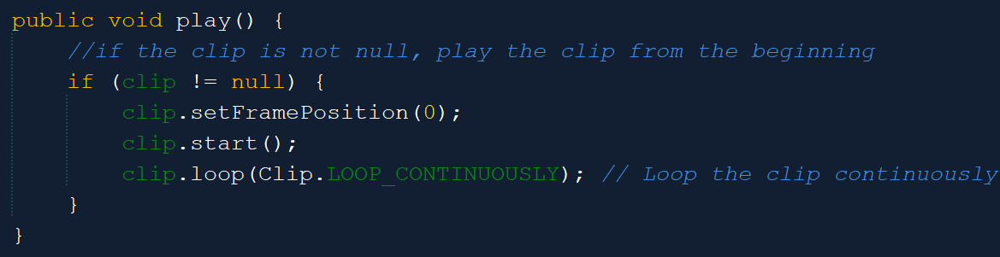 public void play() {
    //if the clip is not null, play the clip from the beginning
    if (clip != null) {
        clip.setFramePosition(0);
        clip.start();
        clip.loop(Clip.LOOP_CONTINUOUSLY); // Loop the clip continuously
    }
}